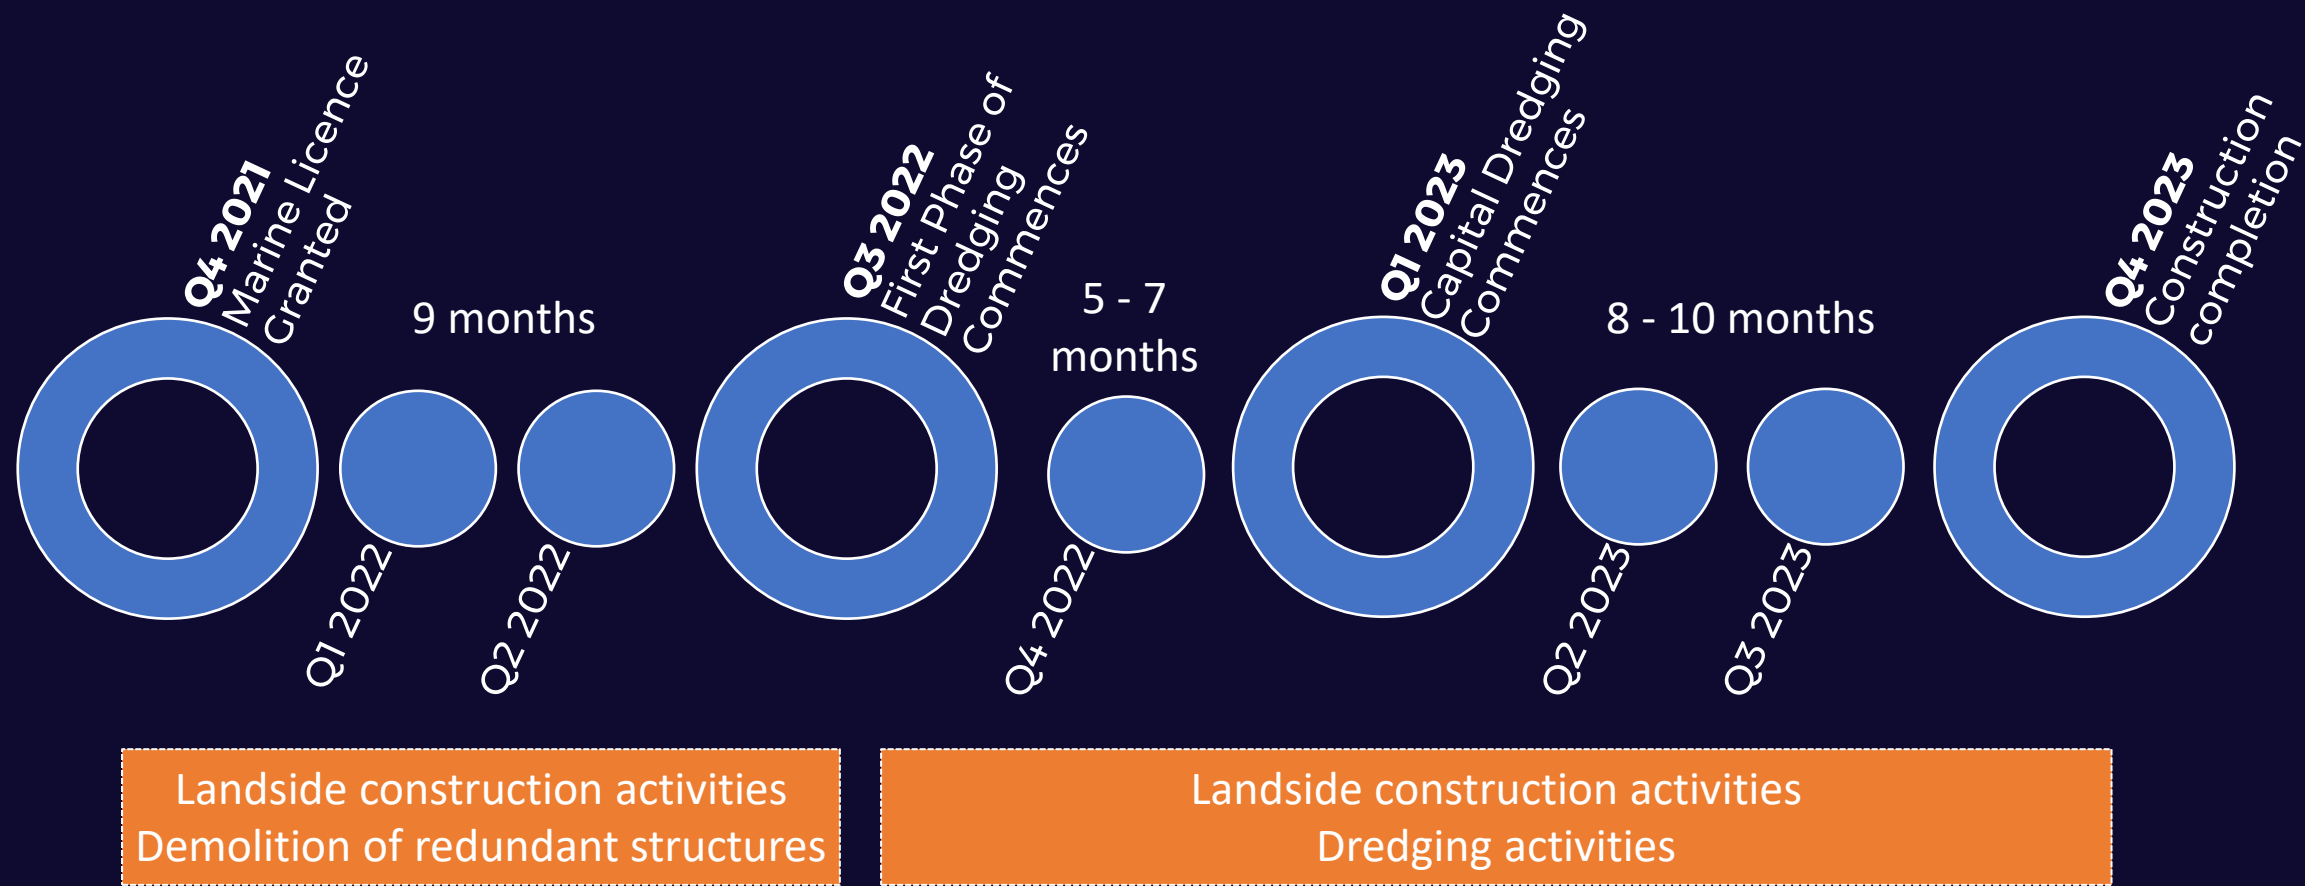 Q4 2021
Marine Licence
Granted
9 months
Q3 2022
First Phase of
Dredging
Commences
5 - 7
months
Q1 2023
Capital Dredging
Commences
8 - 10 months
Q4 2023
Construction
completion
Q1 2022
Q2 2022
Q4 2022
Q2 2023
Q3 2023
Landside construction activities
Demolition of redundant structures
Landside construction activities
Dredging activities